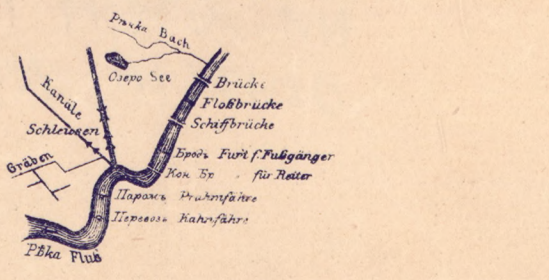 Рѣчка Bach
Озеро See
Kanäle
Brücke
Floßbrücke
Schleusen
Schiffbrücke
Gräben
Бродъ Furt f. Fußgänger
Кон Бр „ für Reiter
Паромъ Prahmfähre
Перевозъ Kahnfähre
Рѣка Fluß